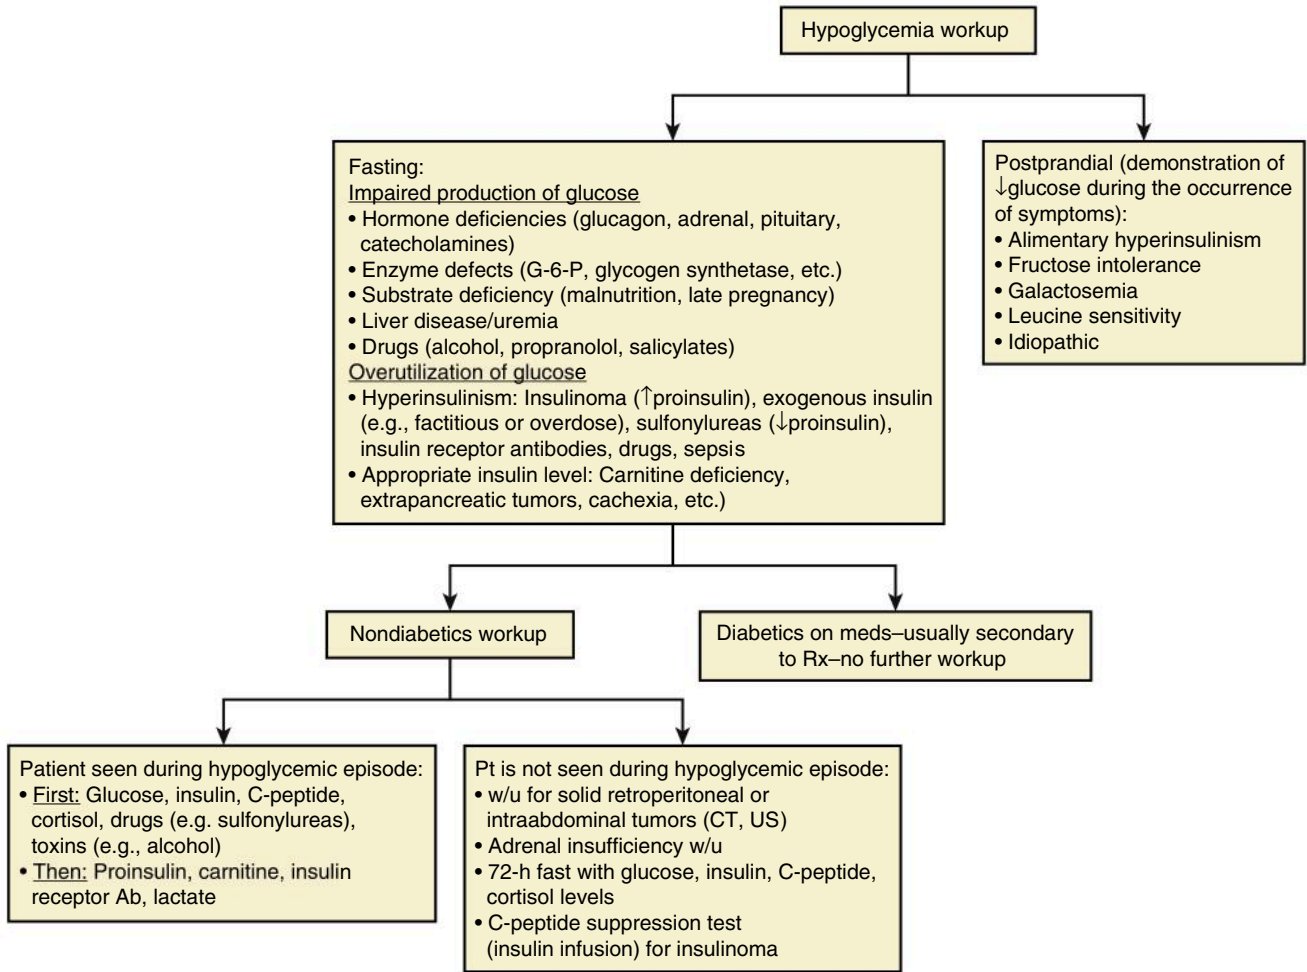 Hypoglycemia workup
Fasting:
Impaired production of glucose
• Hormone deficiencies (glucagon, adrenal, pituitary,
catecholamines)
• Enzyme defects (G-6-P, glycogen synthetase, etc.)
• Substrate deficiency (malnutrition, late pregnancy)
• Liver disease/uremia
• Drugs (alcohol, propranolol, salicylates)
Overutilization of glucose
• Hyperinsulinism: Insulinoma (↑proinsulin), exogenous insulin
(e.g., factitious or overdose), sulfonylureas (↓proinsulin),
insulin receptor antibodies, drugs, sepsis
• Appropriate insulin level: Carnitine deficiency,
extrapancreatic tumors, cachexia, etc.)
Postprandial (demonstration of
↓glucose during the occurrence
of symptoms):
• Alimentary hyperinsulinism
• Fructose intolerance
• Galactosemia
• Leucine sensitivity
• Idiopathic
Nondiabetics workup
Diabetics on meds–usually secondary
to Rx–no further workup
Patient seen during hypoglycemic episode:
• First: Glucose, insulin, C-peptide,
cortisol, drugs (e.g. sulfonylureas),
toxins (e.g., alcohol)
• Then: Proinsulin, carnitine, insulin
receptor Ab, lactate
Pt is not seen during hypoglycemic episode:
• w/u for solid retroperitoneal or
intraabdominal tumors (CT, US)
• Adrenal insufficiency w/u
• 72-h fast with glucose, insulin, C-peptide,
cortisol levels
• C-peptide suppression test
(insulin infusion) for insulinoma